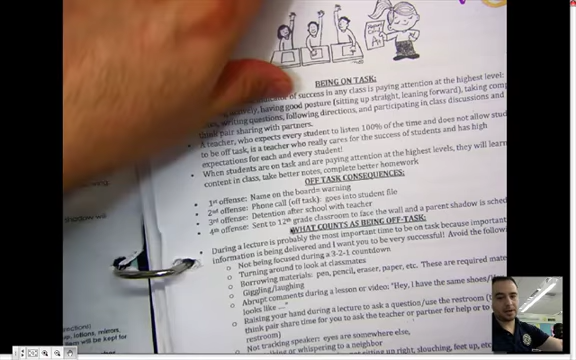 BEING ON TASK:
of success in any class is paying attention at the highest level:
having good posture (sitting up straight, leaning forward), taking
writing questions, following directions, and participating in class discussions and
think pair sharing with partners.
A teacher, who expects every student to listen 100% of the time and does not allow
to be off task, is a teacher who really cares for the success of students and has high
expectations for each and every student!
When students are on task and are paying attention at the highest levels, they will learn
content in class, take better notes, complete better homework
OFF TASK CONSEQUENCES:
1st offense: Name on the board= warning
2nd offense: Phone call (off task): goes into student file
3rd offense: Detention after school with teacher
4th offense: Sent to 12th grade classroom to face the wall and a parent shadow is
WHAT COUNTS AS BEING OFF-TASK:
During a lecture is probably the most important time to be on task because important
information is being delivered and I want you to be very successful! Avoid the
Not being focused during a 3-2-1 countdown
Turning around to look at classmates
Borrowing materials: pen, pencil, eraser, paper, etc. These are required
Giggling/laughing
Abrupt comments during a lesson or video: "Hey, I have the same shoes/
looks like
Raising your hand during a lecture to ask a question/use the restroom
think pair share time for you to ask the teacher or partner for help or to
restroom)
Not tracking speaker: eyes are somewhere else,
or whispering to a neighbor
sitting up right, slouching, feet up,